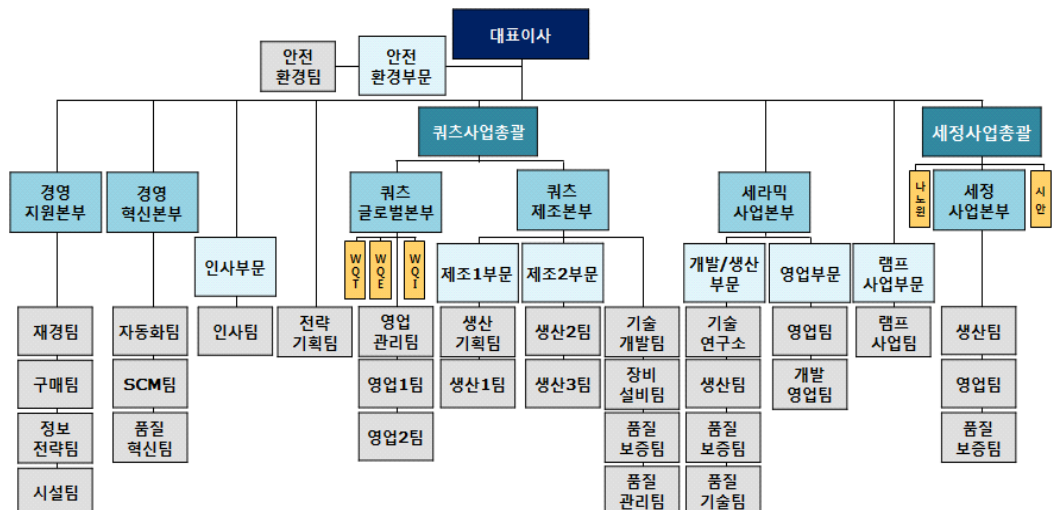 대표이사
안전
환경팀
안전
환경부문
쿼츠사업총괄
세정사업총괄
경영
지원본부
경영
혁신본부
쿼츠
글로벌본부
쿼츠
제조본부
세라믹
사업본부
나노윈
세정
사업본부
시안
인사부문
WQT
WQE
WQI
제조1부문
제조2부문
개발/생산
부문
영업부문
램프
사업부문
재경팀
자동화팀
인사팀
전략
기획팀
영업
관리팀
생산
기획팀
생산2팀
기술
개발팀
기술
연구소
영업팀
램프
사업팀
생산팀
구매팀
SCM팀
영업1팀
생산1팀
생산3팀
장비
설비팀
생산팀
개발
영업팀
영업팀
정보
전략팀
품질
혁신팀
영업2팀
품질
보증팀
품질
보증팀
품질
보증팀
시설팀
품질
관리팀
품질
기술팀